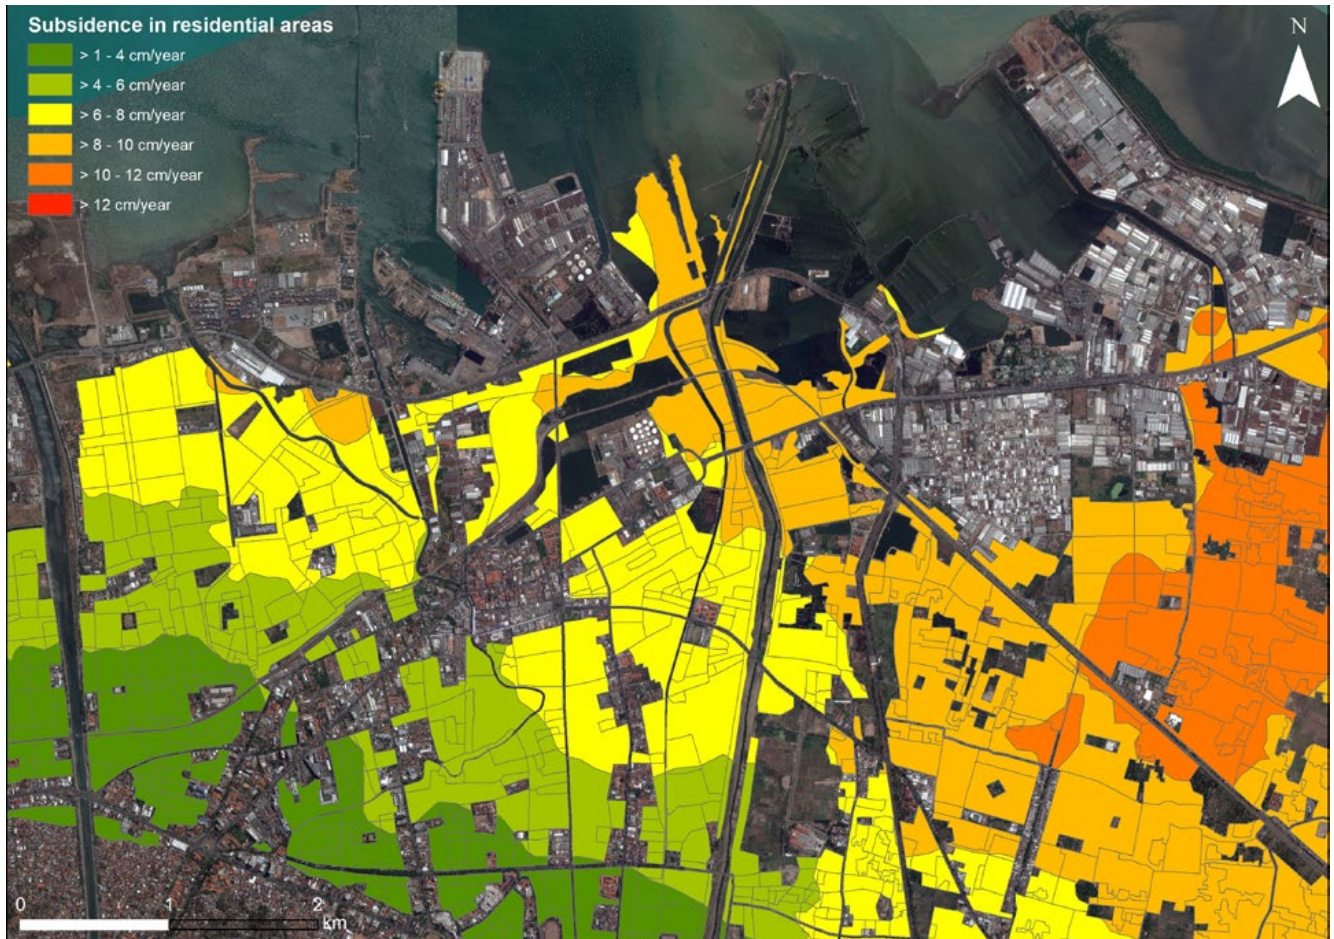 Subsidence in residential areas
> 1 - 4 cm/year
> 4 - 6 cm/year
> 6 - 8 cm/year
> 8 - 10 cm/year
> 10 - 12 cm/year
> 12 cm/year
N
0 1 2
km